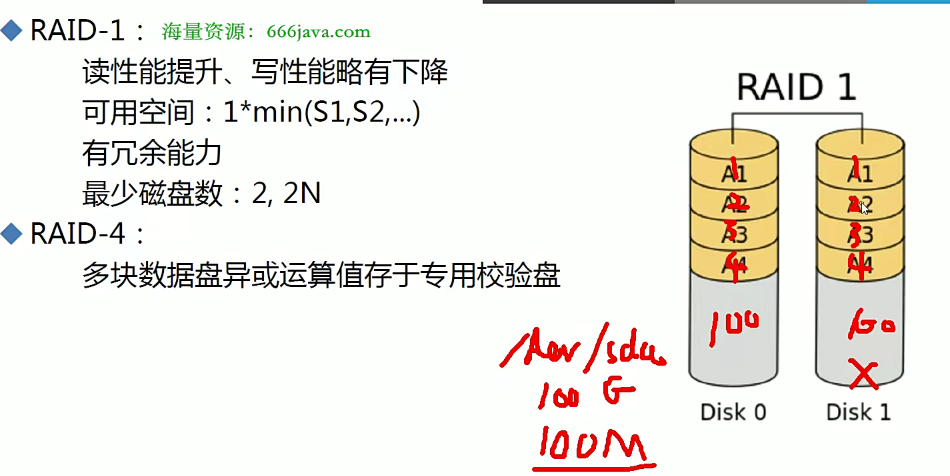 RAID-1：
海量资源：666java.com
读性能提升、写性能略有下降
可用空间：1*min(S1,S2,...)
有冗余能力
最少磁盘数：2, 2N
RAID-4：
多块数据盘异或运算值存于专用校验盘
RAID 1
A1 A1
1 1
A2 A2
2 2
A3 A3
3 3
A4 A4
4 4
100
X
Disk 0 Disk 1
100 G
100M